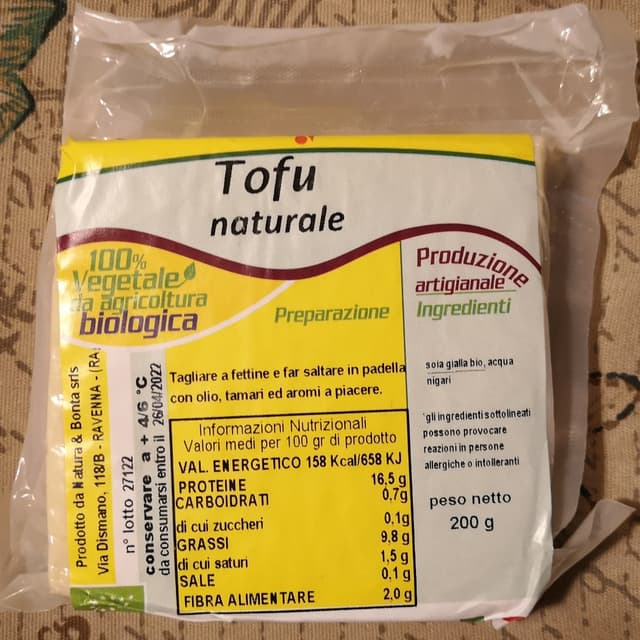 Tofu
naturale
100%
Vegetale
da agricoltura
biologica
Preparazione
Produzione
artigianale
Ingredienti
Tagliare a fettine e far saltare in padella
con olio, tamari ed aromi a piacere.
soia gialla bio, acqua
nigari
*gli ingredienti sottolineati
possono provocare
reazioni in persone
allergiche o intolleranti
peso netto
200 g
Informazioni Nutrizionali
Valori medi per 100 gr di prodotto
VAL. ENERGETICO 158 Kcal/658 KJ
PROTEINE 16,5 g
CARBOIDRATI 0,7g
di cui zuccheri 0,1g
GRASSI 9,8 g
di cui saturi 1,5 g
SALE 0,1 g
FIBRA ALIMENTARE 2,0 g
Prodotto da Natura & Bonta srls
Via Dismano, 118/B - RAVENNA - (RA)
n° lotto 27122
conservare a + 4/6 °C
da consumarsi entro il 26/04/2022